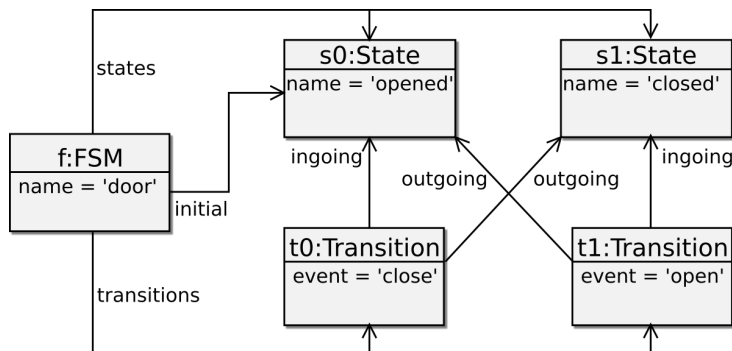 s0:State
name = 'opened'
s1:State
name = 'closed'
states
f:FSM
name = 'door'
initial
ingoing
outgoing
outgoing
ingoing
t0:Transition
event = 'close'
t1:Transition
event = 'open'
transitions